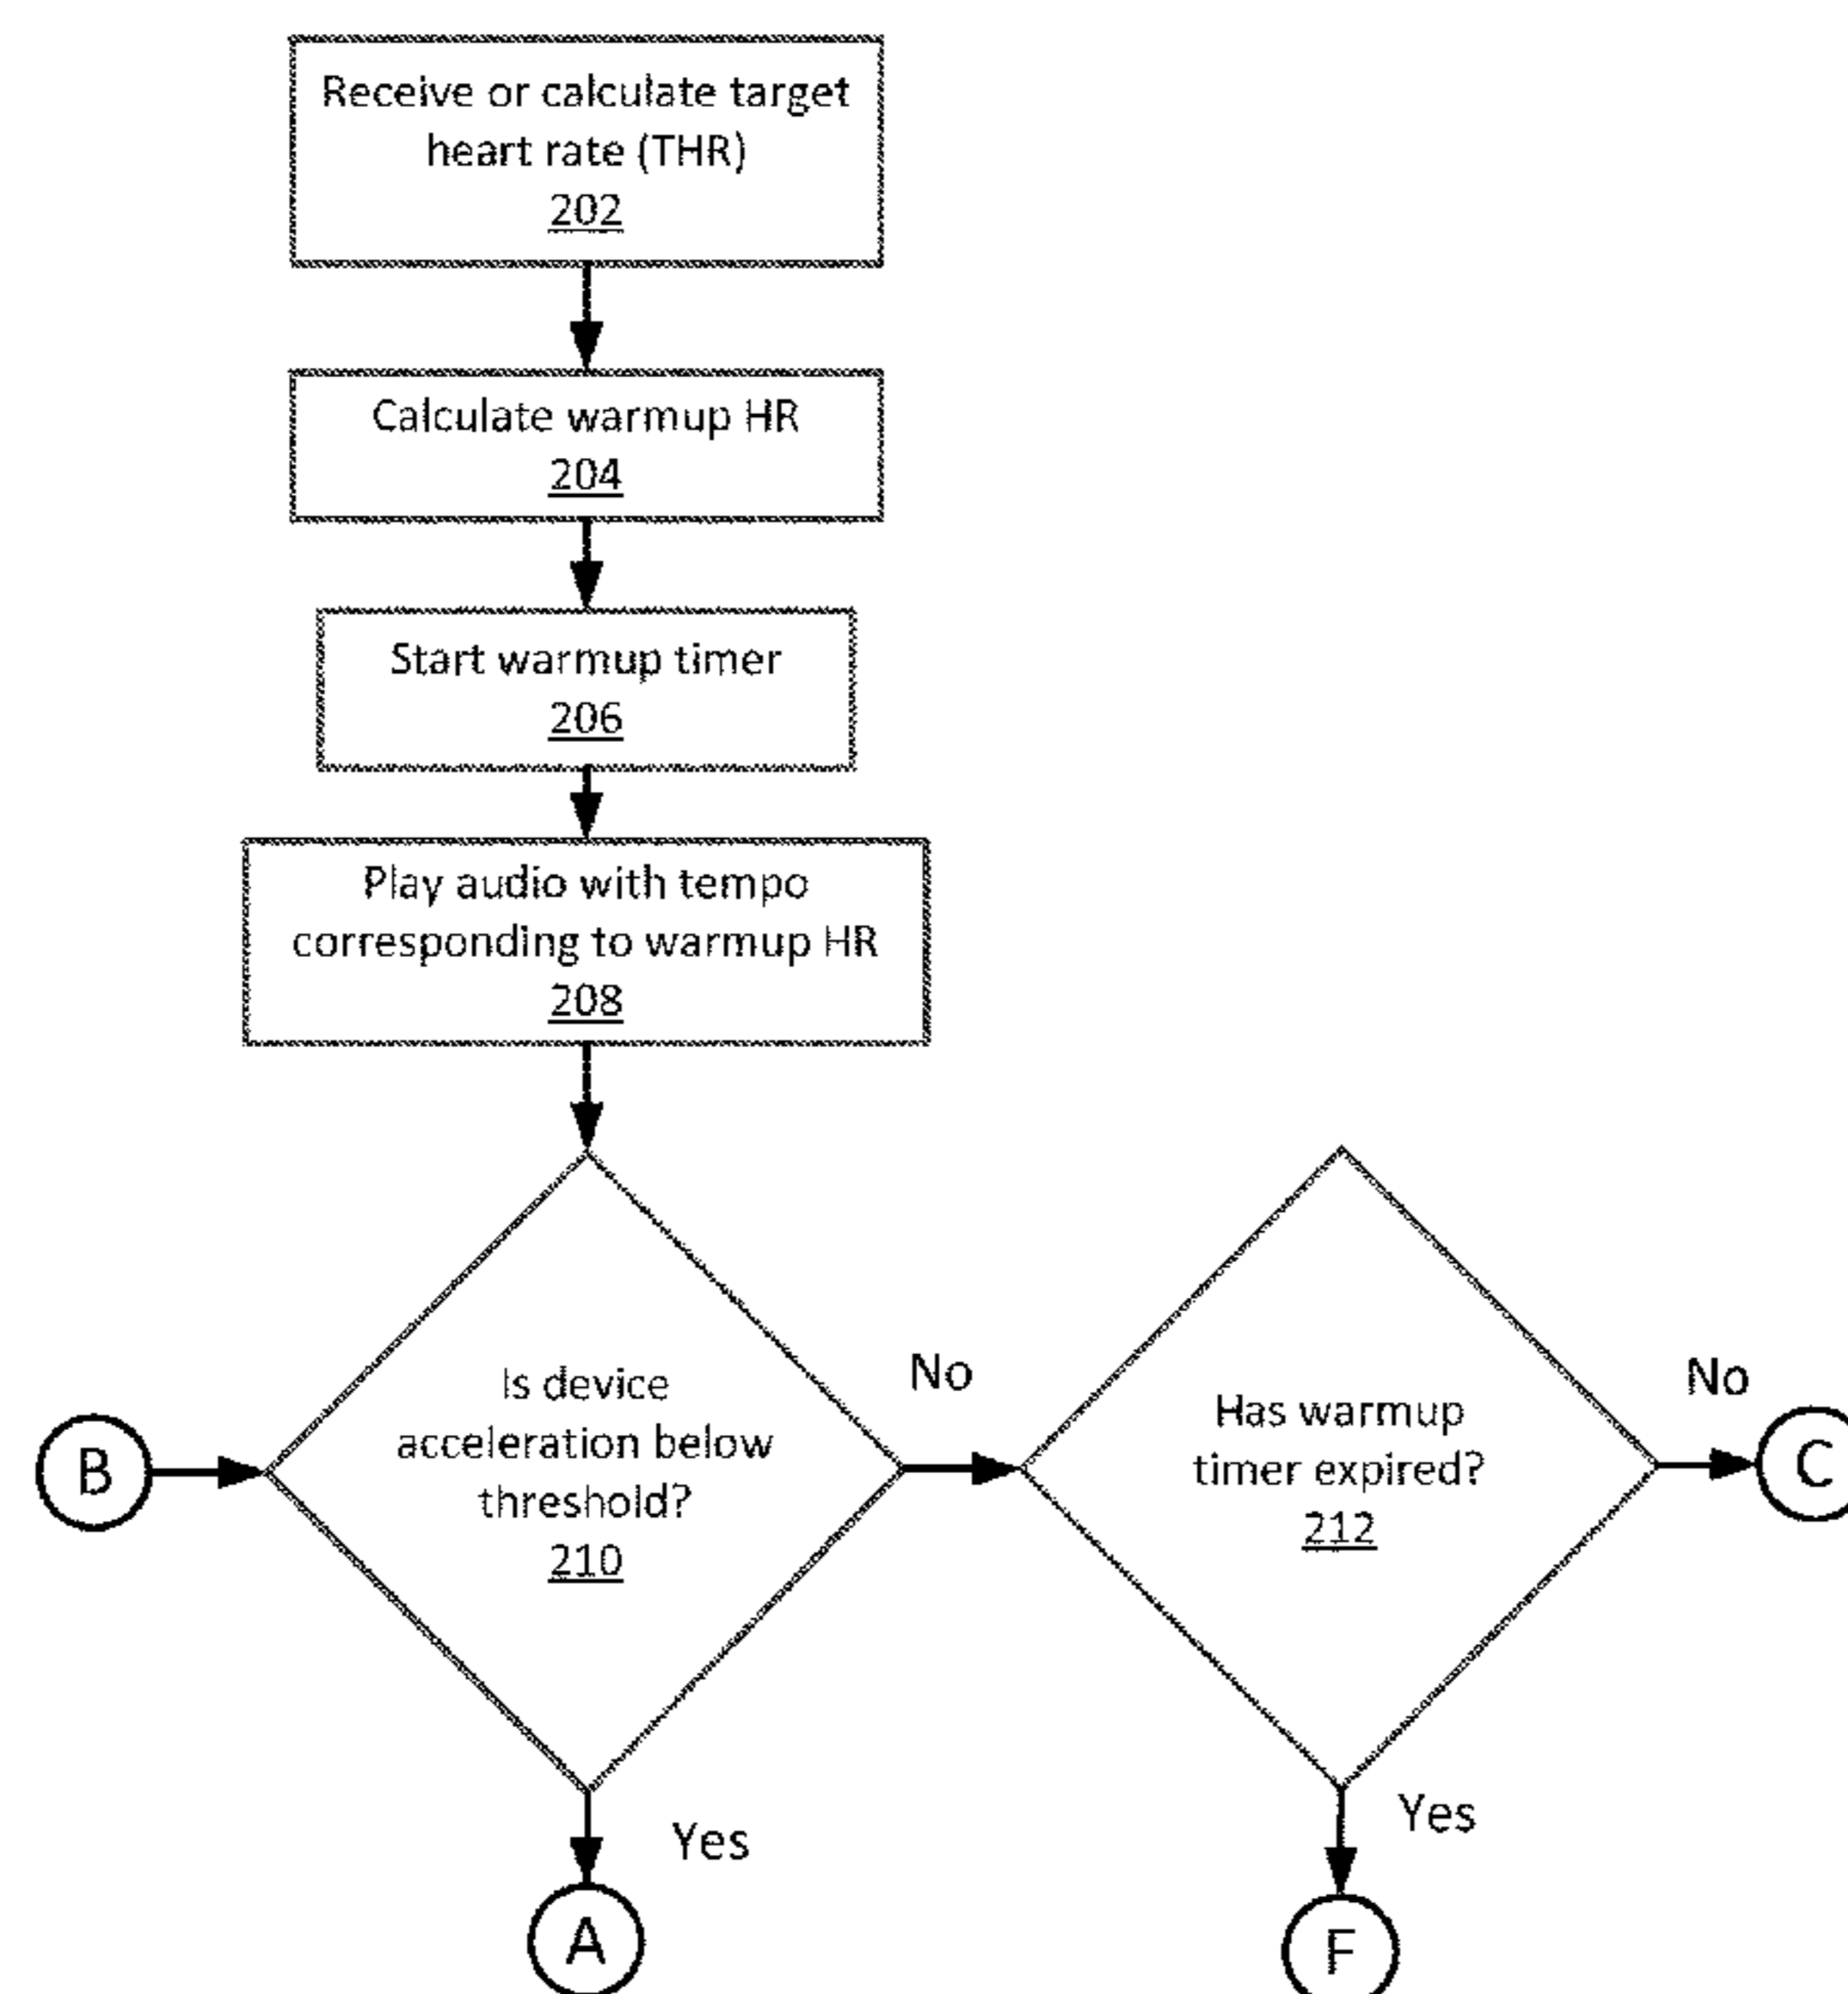 Receive or calculate target
heart rate (THR)
202
Calculate warmup HR
204
Start warmup timer
206
Play audio with tempo
corresponding to warmup HR
208
Is device
acceleration below
threshold?
210
No
Has warmup
timer expired?
212
No
B
C
Yes
A
Yes
F